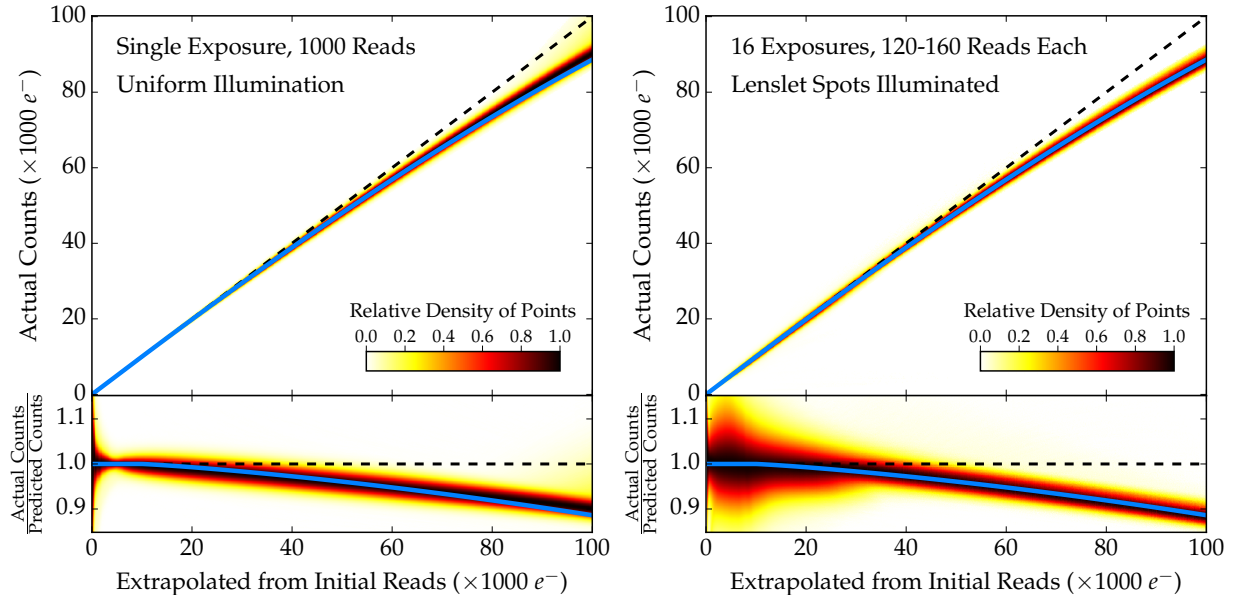 Single Exposure, 1000 Reads
Uniform Illumination
Actual Counts (×1000 e⁻)
100
80
60
40
20
0
Relative Density of Points
0.0 0.2 0.4 0.6 0.8 1.0
Actual Counts
Predicted Counts
1.1
1.0
0.9
0 20 40 60 80 100
Extrapolated from Initial Reads (×1000 e⁻)
16 Exposures, 120-160 Reads Each
Lenslet Spots Illuminated
Actual Counts (×1000 e⁻)
100
80
60
40
20
0
Relative Density of Points
0.0 0.2 0.4 0.6 0.8 1.0
Actual Counts
Predicted Counts
1.1
1.0
0.9
0 20 40 60 80 100
Extrapolated from Initial Reads (×1000 e⁻)